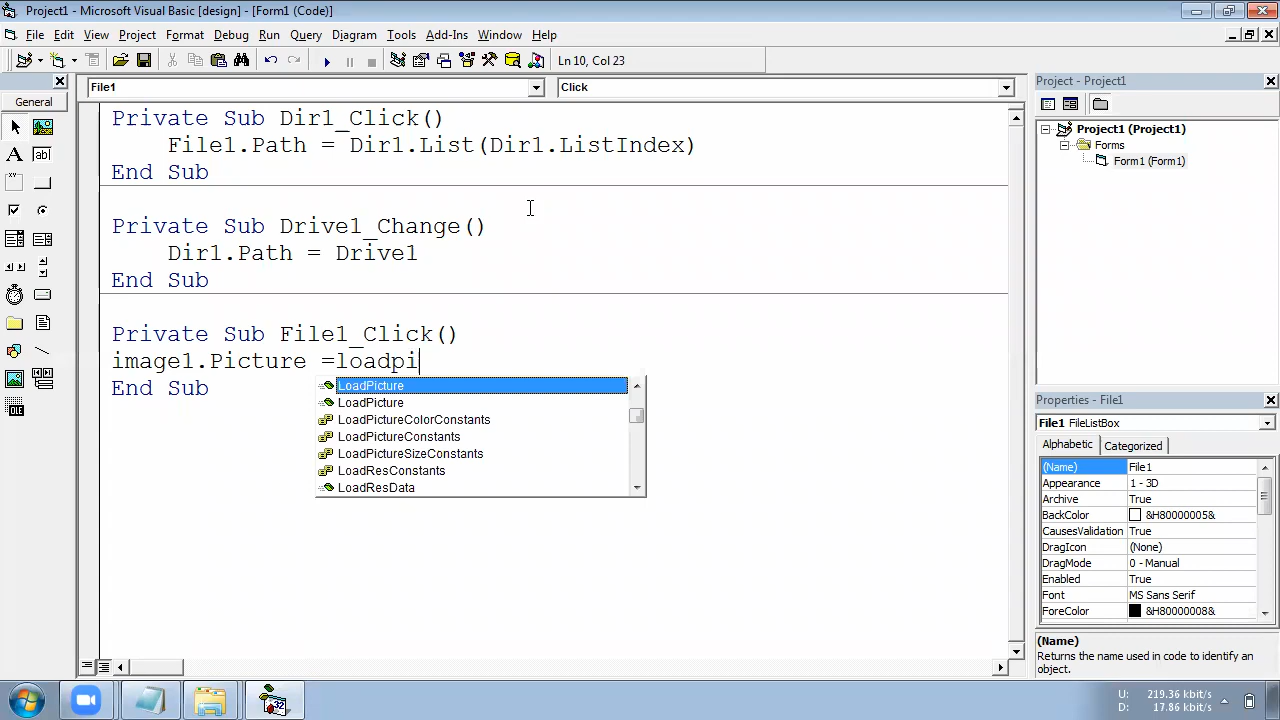 Project1 - Microsoft Visual Basic [design] - [Form1 (Code)]
File Edit View Project Format Debug Run Query Diagram Tools Add-Ins Window Help
Ln 10, Col 23
General
File1
Click
Private Sub Dir1_Click()
File1.Path = Dir1.List(Dir1.ListIndex)
End Sub
Private Sub Drive1_Change()
Dir1.Path = Drive1
End Sub
Private Sub File1_Click()
image1.Picture =loadpi
End Sub
LoadPicture
LoadPicture
LoadPictureColorConstants
LoadPictureConstants
LoadPictureSizeConstants
LoadResConstants
LoadResData
Project - Project1
Project1 (Project1)
Forms
Form1 (Form1)
Properties - File1
File1 FileListBox
Alphabetic Categorized
(Name) File1
Appearance 1 - 3D
Archive True
BackColor &H80000005&
CausesValidation True
DragIcon (None)
DragMode 0 - Manual
Enabled True
Font MS Sans Serif
ForeColor &H80000008&
(Name)
Returns the name used in code to identify an
object.
U: 219.36 kbit/s
D: 17.86 kbit/s